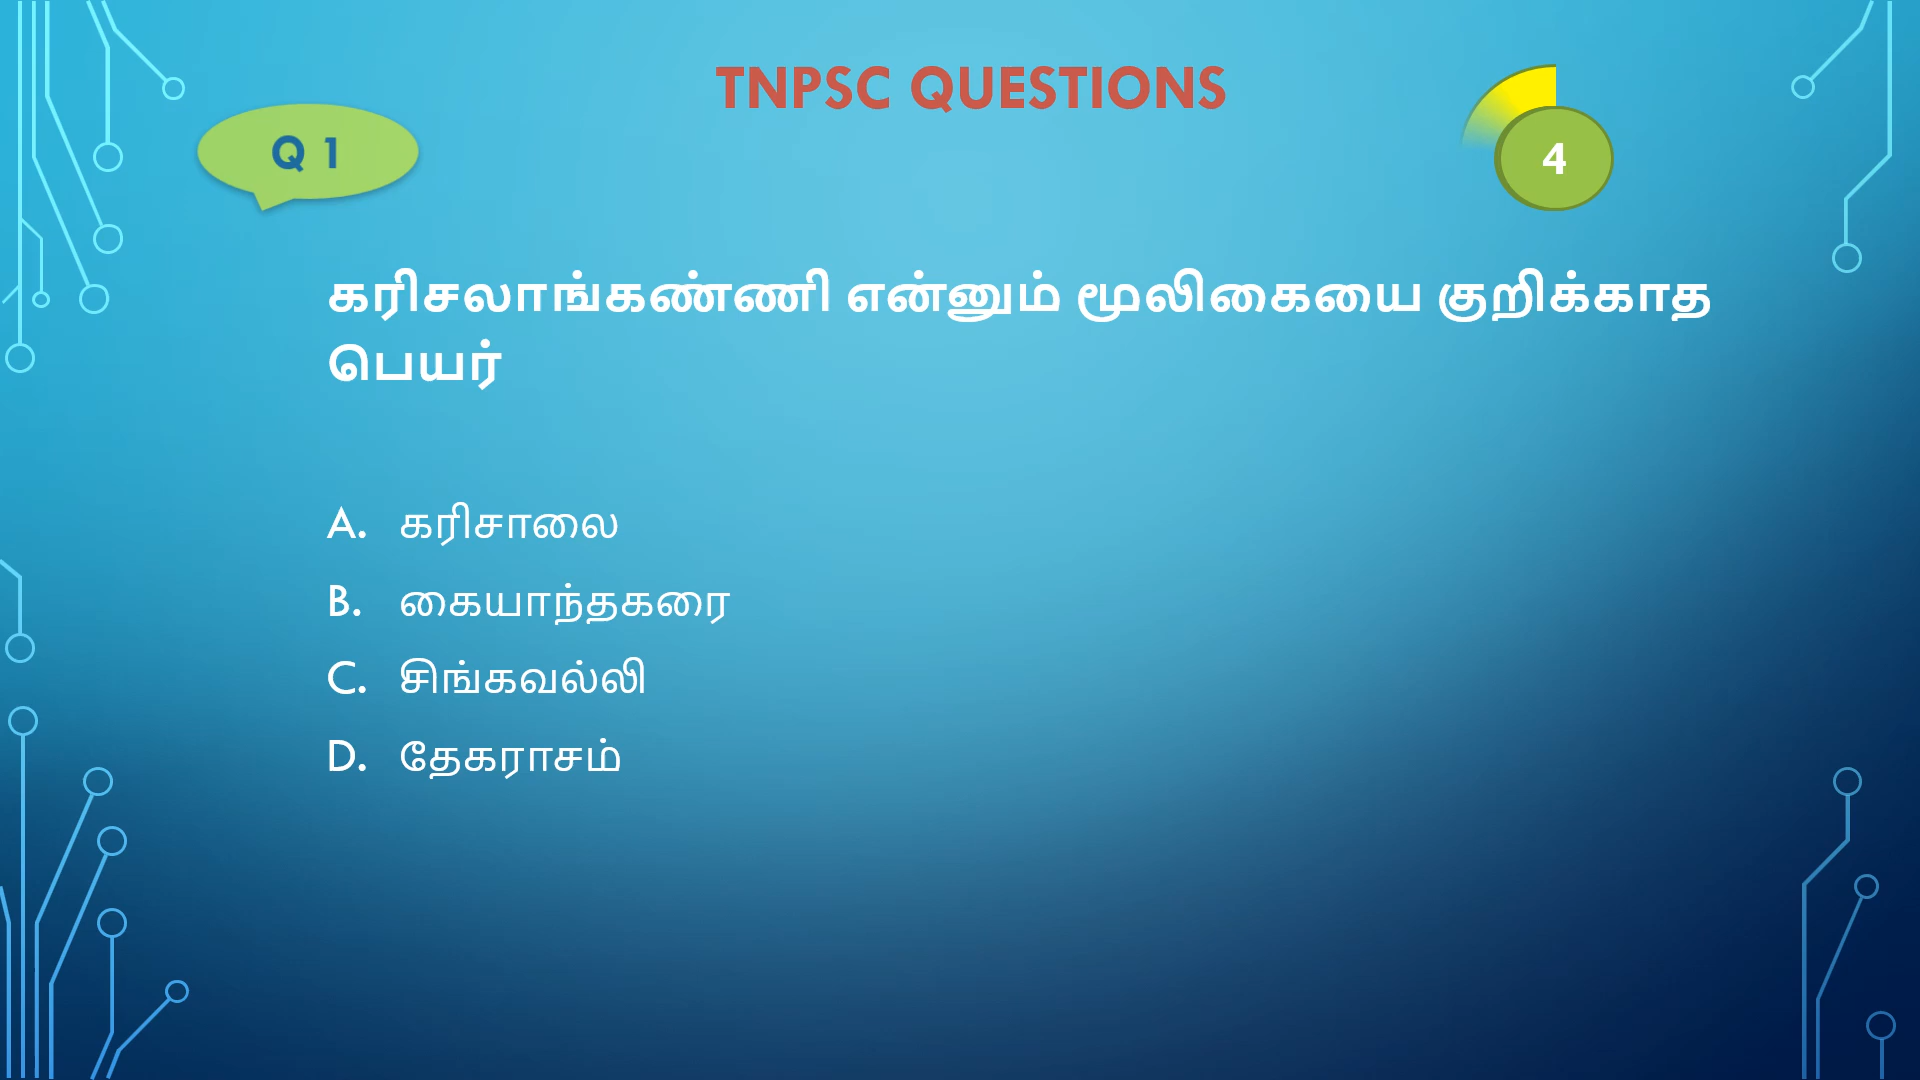 TNPSC QUESTIONS
Q 1
4
கரிசலாங்கண்ணி என்னும் மூலிகையை குறிக்காத
பெயர்
A. கரிசாலை
B. கையாந்தகரை
C. சிங்கவல்லி
D. தேகராசம்